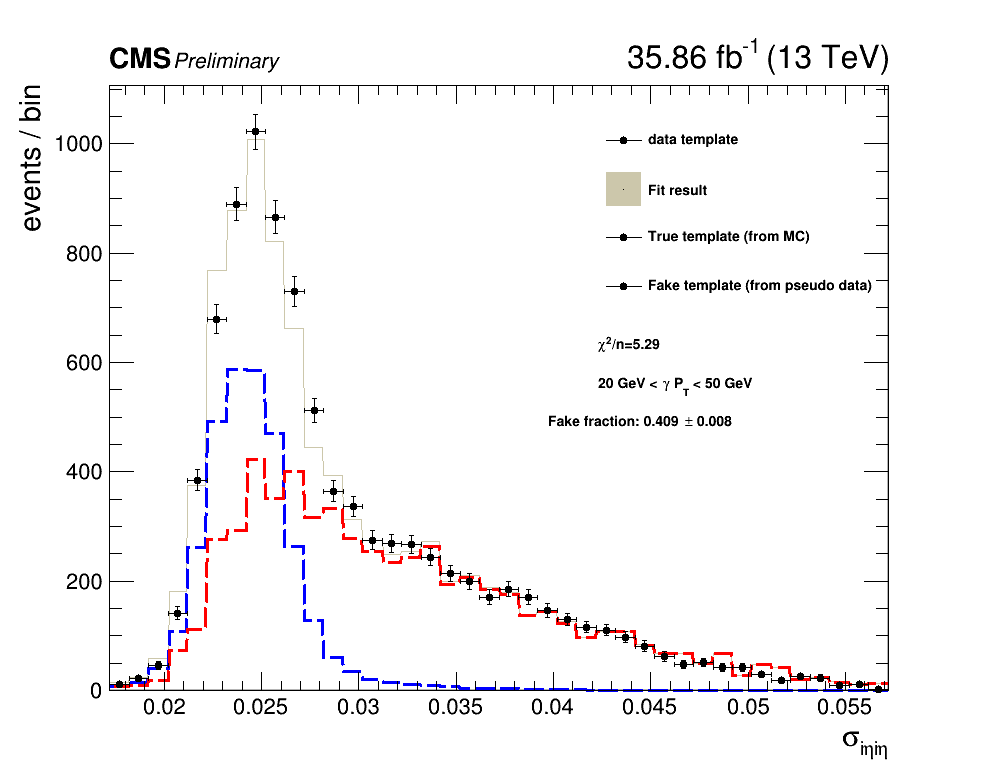 CMS Preliminary 35.86 fb⁻¹ (13 TeV)
events / bin
1000
800
600
400
200
0
data template
Fit result
True template (from MC)
Fake template (from pseudo data)
χ²/n=5.29
20 GeV < γ P_T < 50 GeV
Fake fraction: 0.409 ± 0.008
0.02 0.025 0.03 0.035 0.04 0.045 0.05 0.055
σ_iηiη